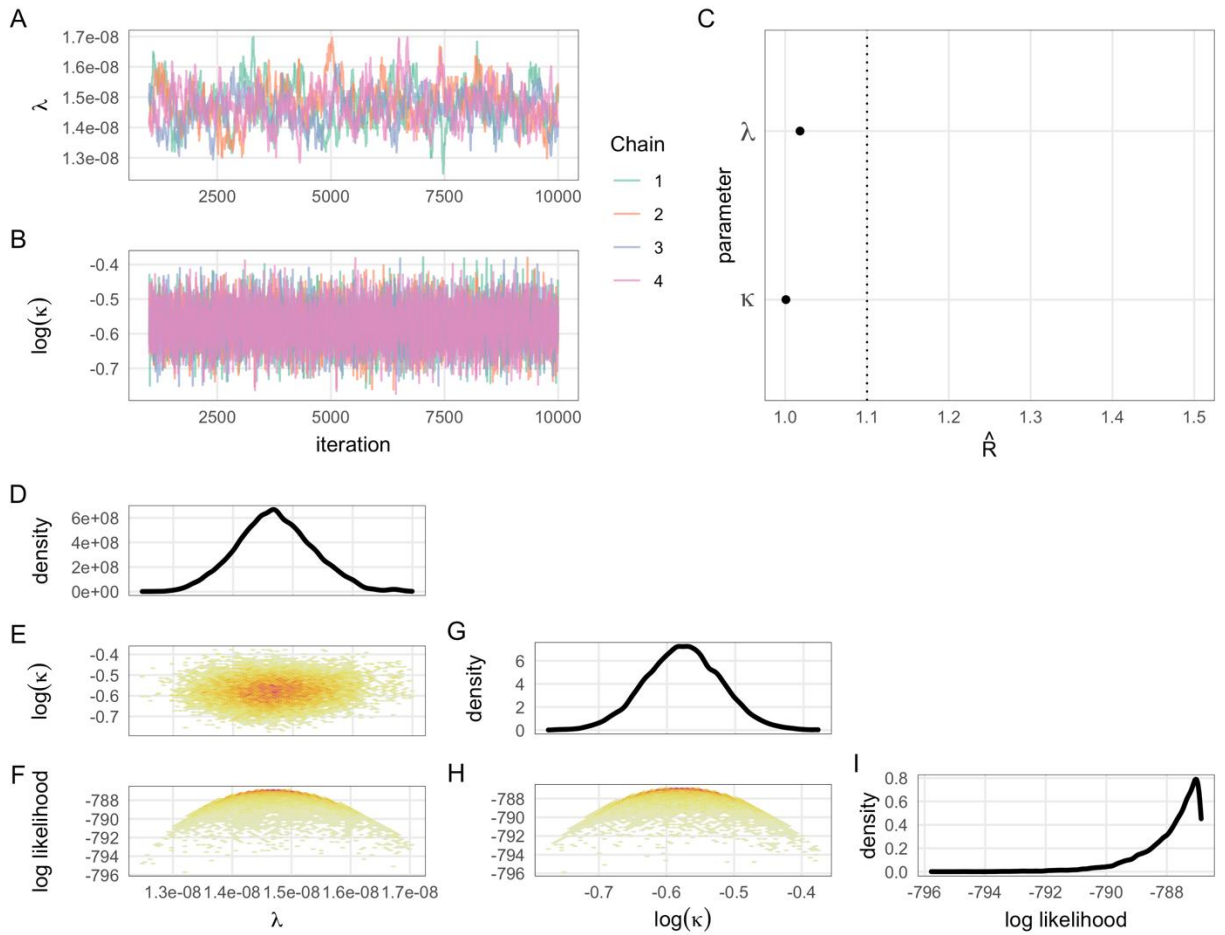 A
1.7e-08
1.6e-08
1.5e-08
1.4e-08
1.3e-08
λ
2500 5000 7500 10000
B
-0.4
-0.5
-0.6
-0.7
log(κ)
2500 5000 7500 10000
iteration
Chain
1
2
3
4
C
λ
κ
parameter
1.0 1.1 1.2 1.3 1.4 1.5
R̂
D
6e+08
4e+08
2e+08
0e+00
density
E
-0.4
-0.5
-0.6
-0.7
log(κ)
F
-788
-790
-792
-794
-796
log likelihood
1.3e-08 1.4e-08 1.5e-08 1.6e-08 1.7e-08
λ
G
6
4
2
0
density
H
-788
-790
-792
-794
-796
-0.7 -0.6 -0.5 -0.4
log(κ)
I
0.8
0.6
0.4
0.2
0.0
density
-796 -794 -792 -790 -788
log likelihood